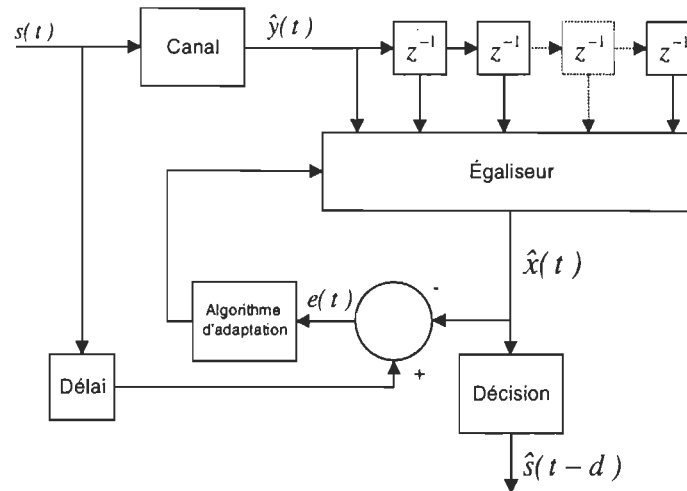 s(t)
Canal
ŷ(t)
z⁻¹
z⁻¹
z⁻¹
z⁻¹
Égaliseur
x̂(t)
-
e(t)
Algorithme
d'adaptation
+
Délai
Décision
ŝ(t-d)